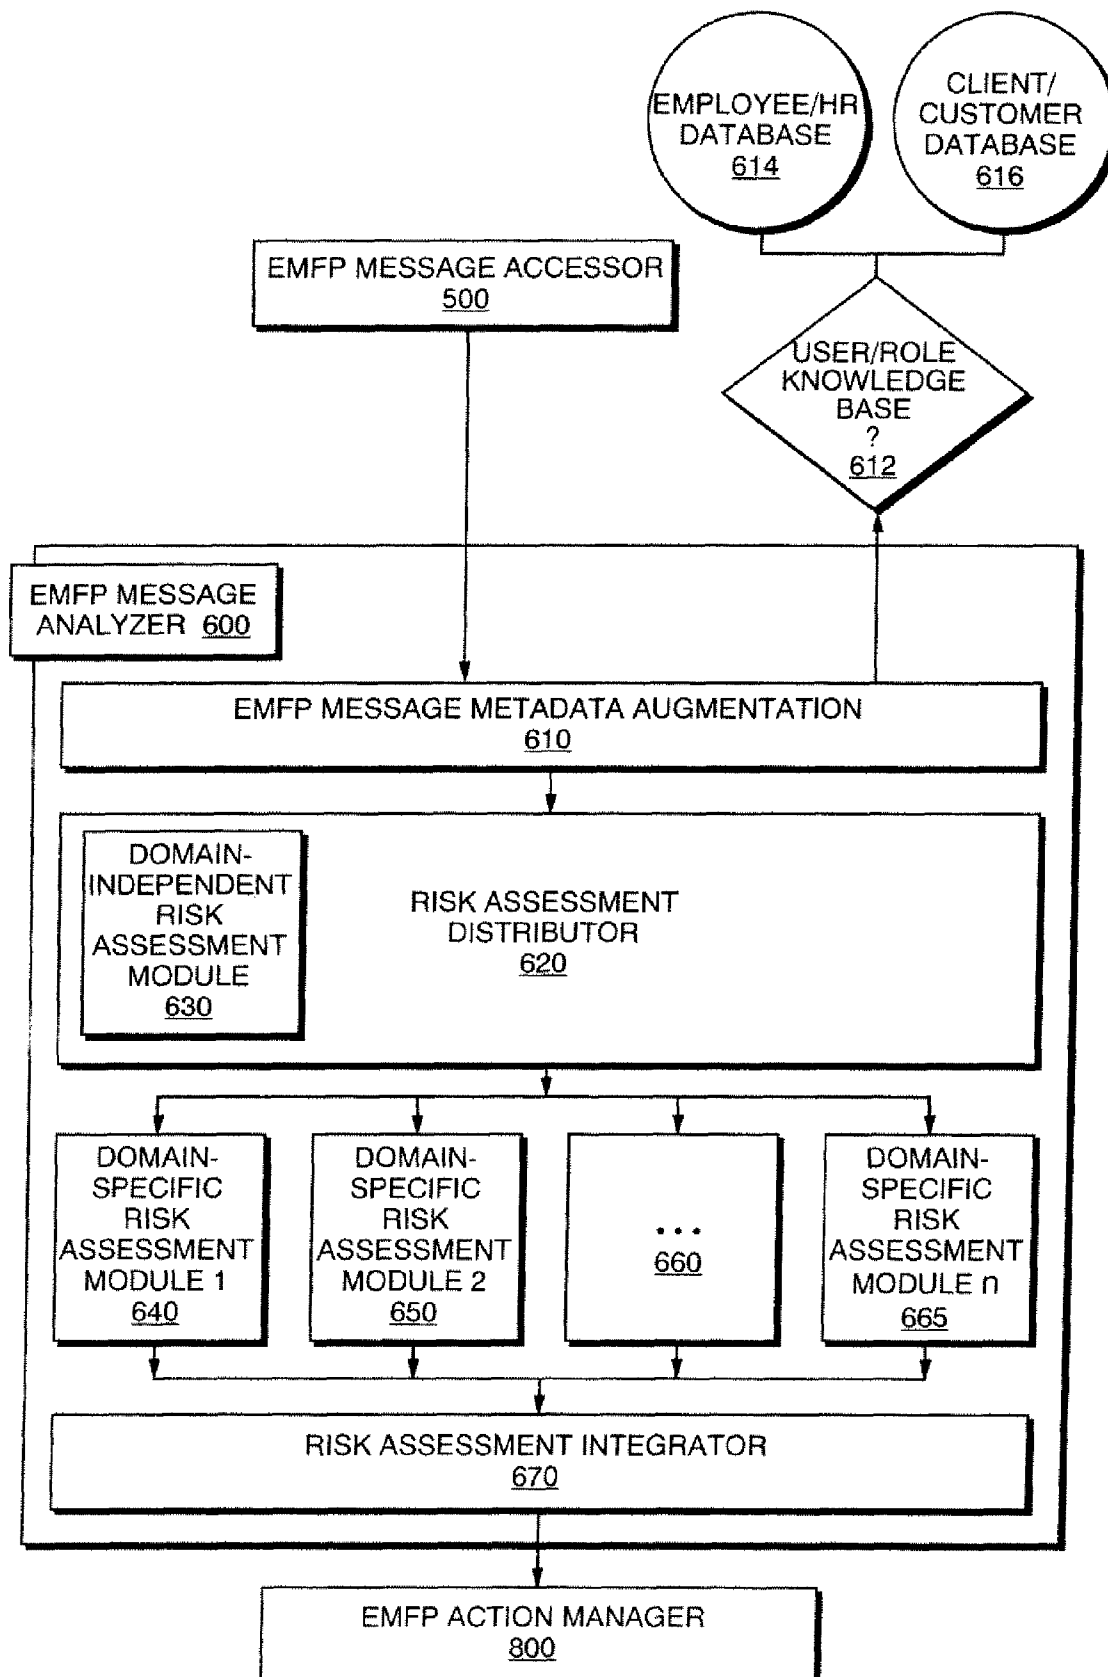 EMPLOYEE/HR
DATABASE
614
CLIENT/
CUSTOMER
DATABASE
616
EMFP MESSAGE ACCESSOR
500
USER/ROLE
KNOWLEDGE
BASE
?
612
EMFP MESSAGE
ANALYZER 600
EMFP MESSAGE METADATA AUGMENTATION
610
DOMAIN-
INDEPENDENT
RISK
ASSESSMENT
MODULE
630
RISK ASSESSMENT
DISTRIBUTOR
620
DOMAIN-
SPECIFIC
RISK
ASSESSMENT
MODULE 1
640
DOMAIN-
SPECIFIC
RISK
ASSESSMENT
MODULE 2
650
...
660
DOMAIN-
SPECIFIC
RISK
ASSESSMENT
MODULE n
665
RISK ASSESSMENT INTEGRATOR
670
EMFP ACTION MANAGER
800